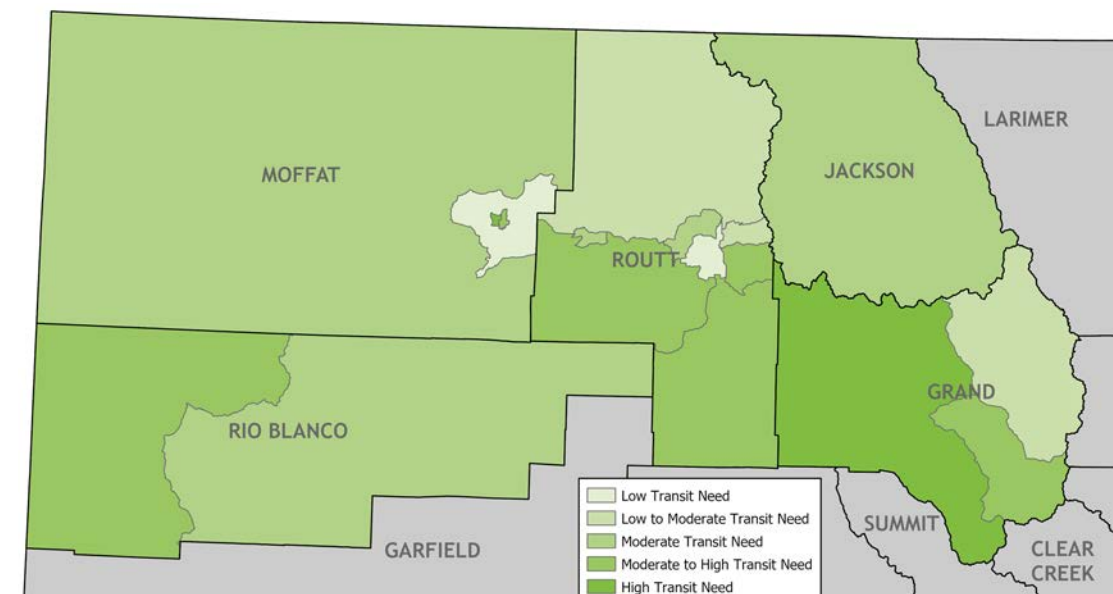 LARIMER
MOFFAT
JACKSON
ROUTT
GRAND
RIO BLANCO
Low Transit Need
Low to Moderate Transit Need
Moderate Transit Need
Moderate to High Transit Need
High Transit Need
GARFIELD
SUMMIT
CLEAR
CREEK